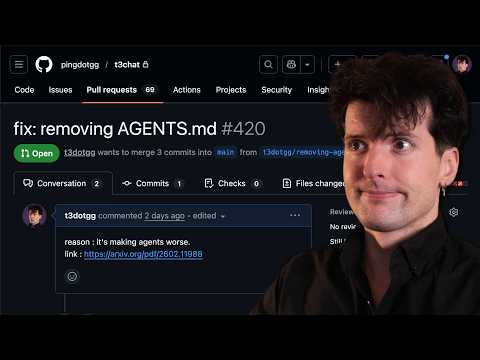 pingdotgg / t3chat
Code Issues Pull requests 69 Actions Projects Security Insigh
fix: removing AGENTS.md #420
Open t3dotgg wants to merge 3 commits into main from t3dotgg/removing-age
Conversation 2 Commits 1 Checks 0 Files changed
t3dotgg commented 2 days ago - edited
Review
reason : it's making agents worse.
No revi
link : https://arxiv.org/pdf/2602.11988
Still